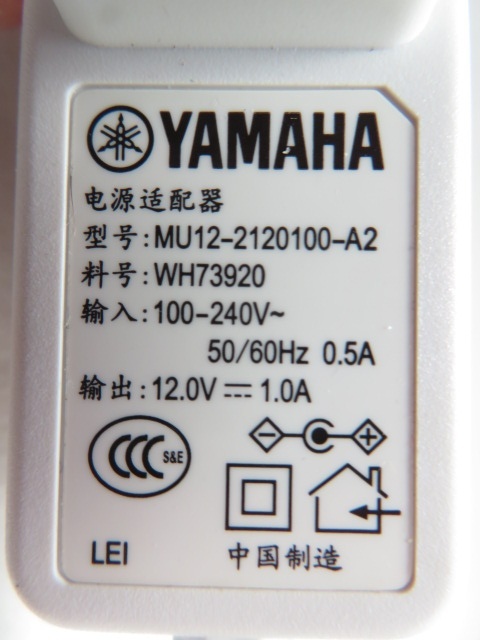 YAMAHA
电源适配器
型号:MU12-2120100-A2
料号:WH73920
输入:100-240V~
50/60Hz 0.5A
输出:12.0V⎓1.0A
CCC S&E
LEI
中国制造